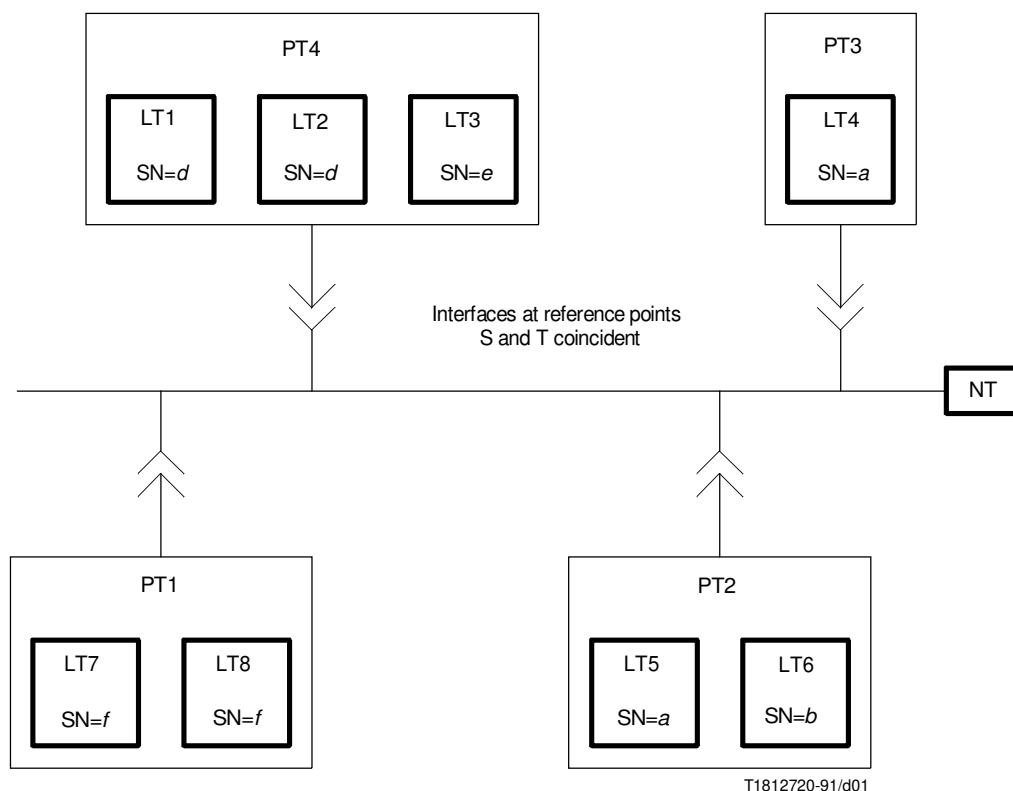 PT4
LT1
SN=d
LT2
SN=d
LT3
SN=e
PT3
LT4
SN=a
Interfaces at reference points
S and T coincident
NT
PT1
LT7
SN=f
LT8
SN=f
PT2
LT5
SN=a
LT6
SN=b
T1812720-91/d01